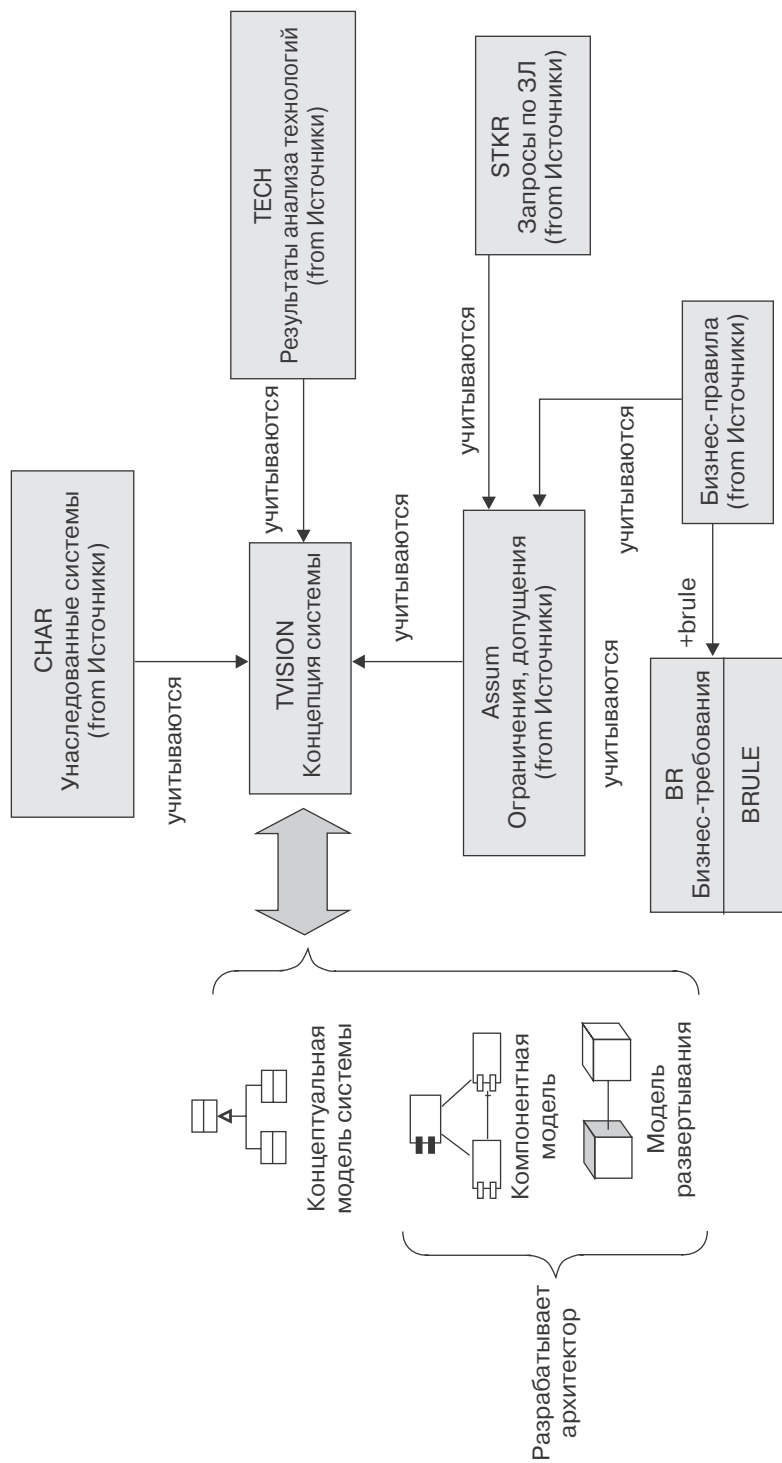 CHAR
Унаследованные системы
(from Источники)
учитываются
TECH
Результаты анализа технологий
(from Источники)
учитываются
TVISION
Концепция системы
учитываются
STKR
Запросы по ЗЛ
(from Источники)
учитываются
Assum
Ограничения, допущения
(from Источники)
учитываются
учитываются
Бизнес-правила
(from Источники)
+brule
BR
Бизнес-требования
BRULE
Концептуальная
модель системы
Компонентная
модель
Модель
развертывания
Разрабатывает
архитектор